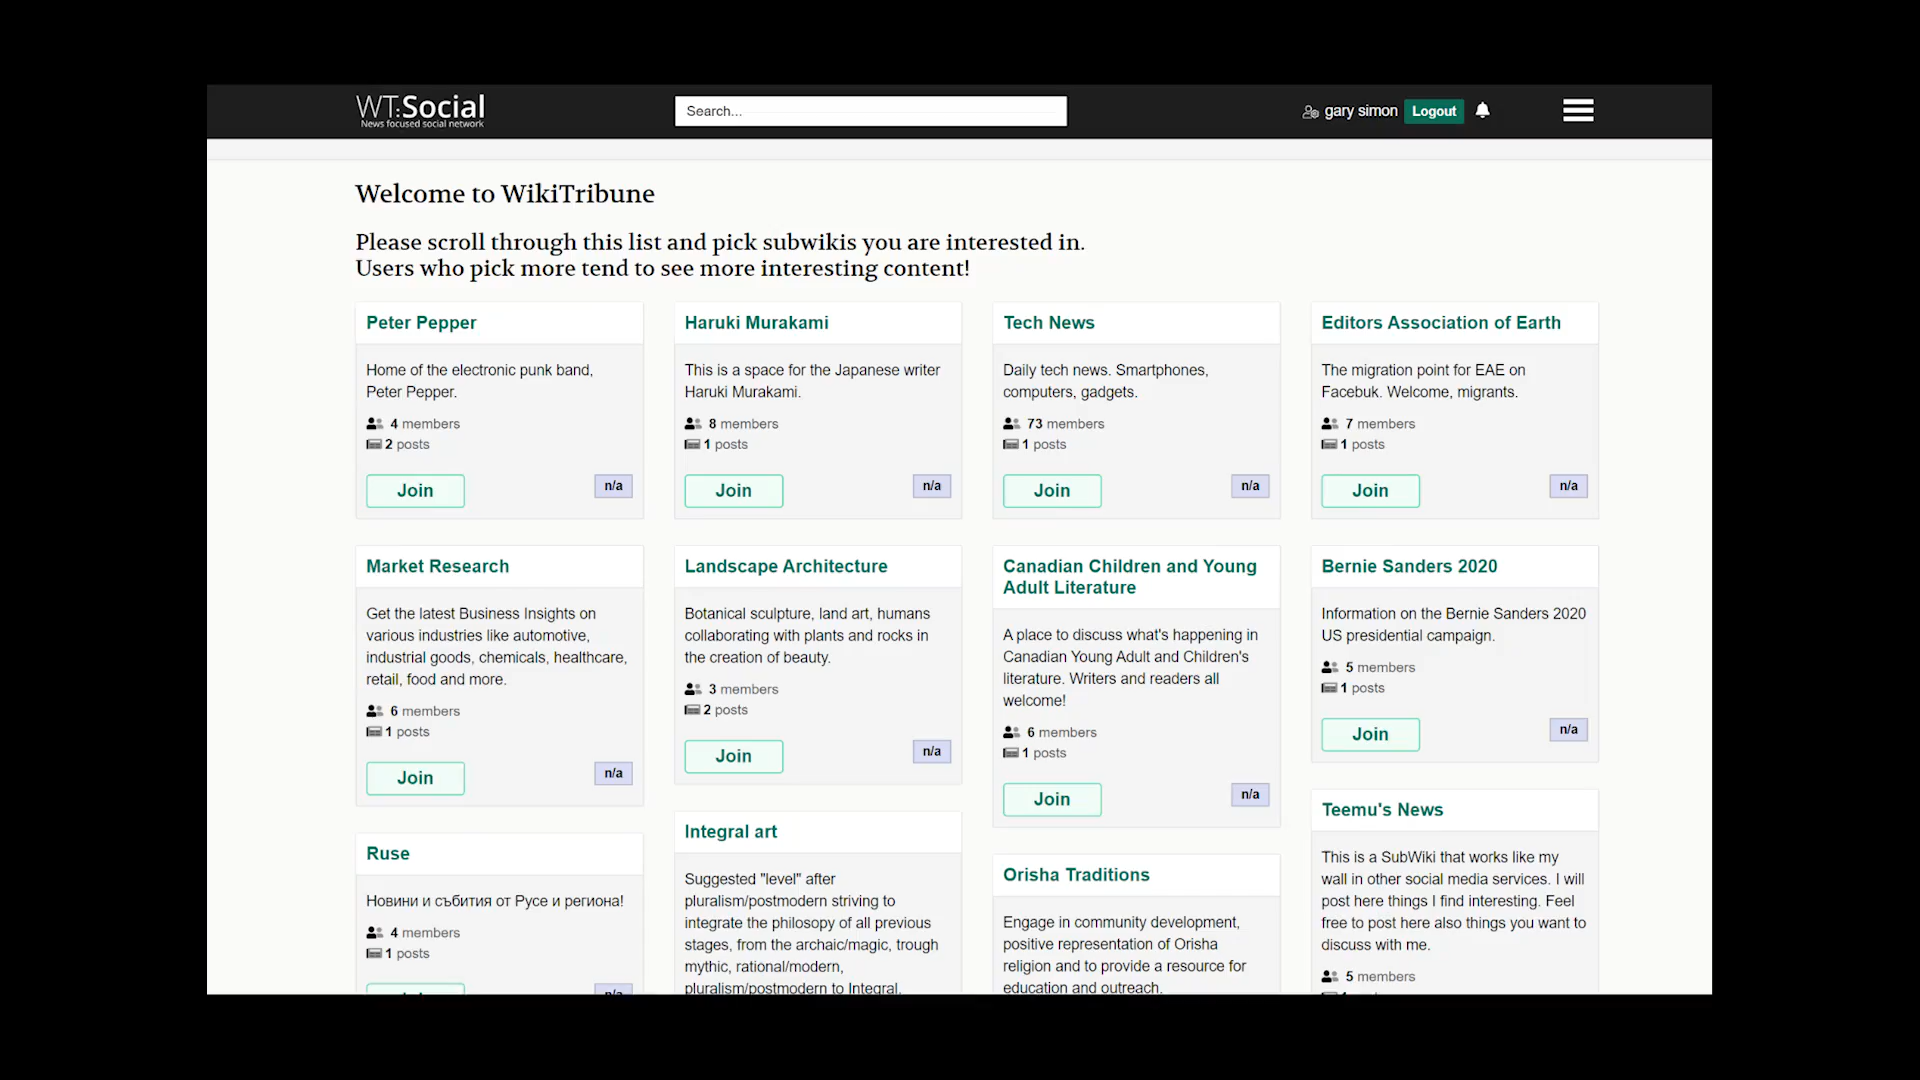 WT:Social
News focused social network
Search...
gary simon
Logout
Welcome to WikiTribune
Please scroll through this list and pick subwikis you are interested in.
Users who pick more tend to see more interesting content!
Peter Pepper
Home of the electronic punk band,
Peter Pepper.
4 members
2 posts
Join
n/a
Haruki Murakami
This is a space for the Japanese writer
Haruki Murakami.
8 members
1 posts
Join
n/a
Tech News
Daily tech news. Smartphones,
computers, gadgets.
73 members
1 posts
Join
n/a
Editors Association of Earth
The migration point for EAE on
Facebuk. Welcome, migrants.
7 members
1 posts
Join
n/a
Market Research
Get the latest Business Insights on
various industries like automotive,
industrial goods, chemicals, healthcare,
retail, food and more.
6 members
1 posts
Join
n/a
Landscape Architecture
Botanical sculpture, land art, humans
collaborating with plants and rocks in
the creation of beauty.
3 members
2 posts
Join
n/a
Canadian Children and Young
Adult Literature
A place to discuss what's happening in
Canadian Young Adult and Children's
literature. Writers and readers all
welcome!
6 members
1 posts
Join
n/a
Bernie Sanders 2020
Information on the Bernie Sanders 2020
US presidential campaign.
5 members
1 posts
Join
n/a
Ruse
Новини и събития от Русе и региона!
4 members
1 posts
n/a
Integral art
Suggested "level" after
pluralism/postmodern striving to
integrate the philosopy of all previous
stages, from the archaic/magic, trough
mythic, rational/modern,
pluralism/postmodern to Integral.
Orisha Traditions
Engage in community development,
positive representation of Orisha
religion and to provide a resource for
education and outreach.
Teemu's News
This is a SubWiki that works like my
wall in other social media services. I will
post here things I find interesting. Feel
free to post here also things you want to
discuss with me.
5 members